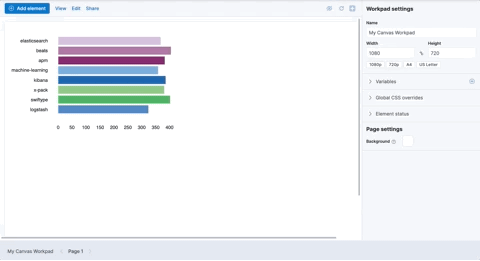 Add element View Edit Share
Workpad settings
Name
My Canvas Workpad
Width Height
1080 720
1080p 720p A4 US Letter
Variables
Global CSS overrides
Element status
Page settings
Background
elasticsearch
beats
apm
machine-learning
kibana
x-pack
swiftype
logstash
0 50 100 150 200 250 300 350 400
My Canvas Workpad Page 1